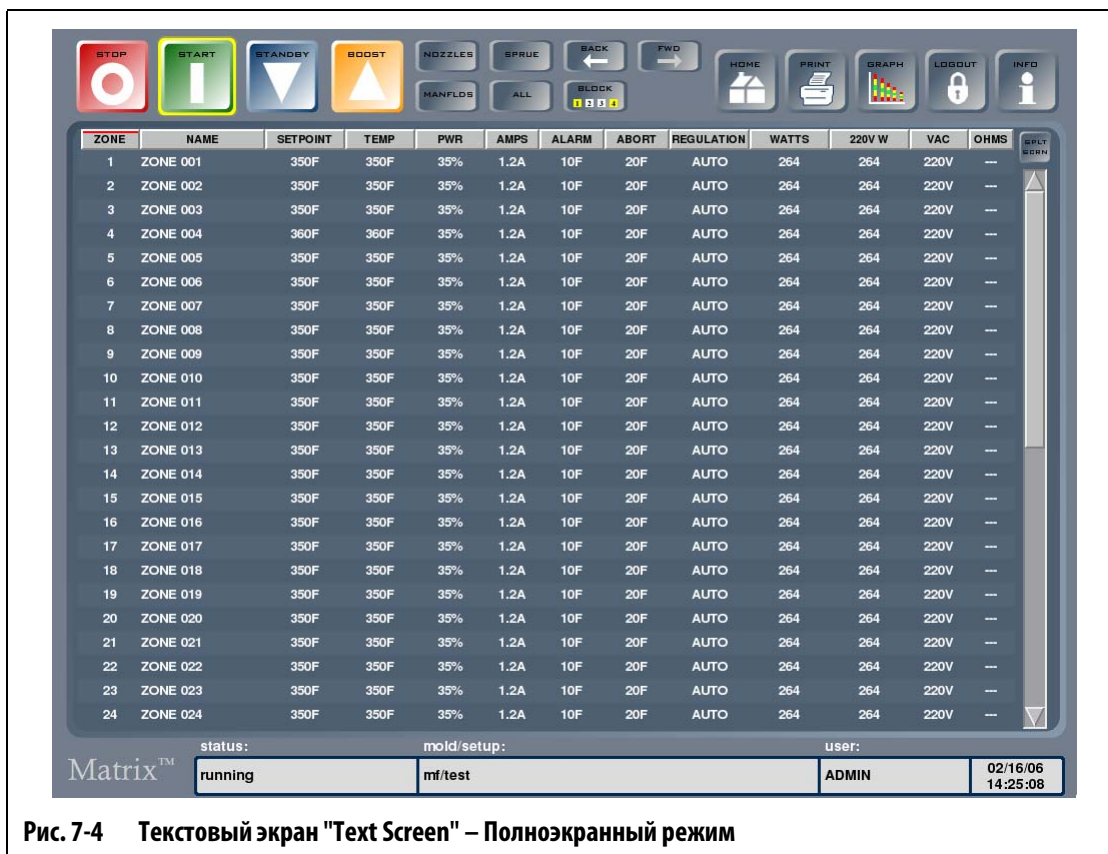 STOP START STANDBY BOOST NOZZLES SPRUE BACK FWD HOME PRINT GRAPH LOGOUT INFO
MANFLDS ALL BLOCK
1 2 3 4
ZONE NAME SETPOINT TEMP PWR AMPS ALARM ABORT REGULATION WATTS 220V W VAC OHMS SPLT SCRN
1 ZONE 001 350F 350F 35% 1.2A 10F 20F AUTO 264 264 220V ---
2 ZONE 002 350F 350F 35% 1.2A 10F 20F AUTO 264 264 220V ---
3 ZONE 003 350F 350F 35% 1.2A 10F 20F AUTO 264 264 220V ---
4 ZONE 004 360F 360F 35% 1.2A 10F 20F AUTO 264 264 220V ---
5 ZONE 005 350F 350F 35% 1.2A 10F 20F AUTO 264 264 220V ---
6 ZONE 006 350F 350F 35% 1.2A 10F 20F AUTO 264 264 220V ---
7 ZONE 007 350F 350F 35% 1.2A 10F 20F AUTO 264 264 220V ---
8 ZONE 008 350F 350F 35% 1.2A 10F 20F AUTO 264 264 220V ---
9 ZONE 009 350F 350F 35% 1.2A 10F 20F AUTO 264 264 220V ---
10 ZONE 010 350F 350F 35% 1.2A 10F 20F AUTO 264 264 220V ---
11 ZONE 011 350F 350F 35% 1.2A 10F 20F AUTO 264 264 220V ---
12 ZONE 012 350F 350F 35% 1.2A 10F 20F AUTO 264 264 220V ---
13 ZONE 013 350F 350F 35% 1.2A 10F 20F AUTO 264 264 220V ---
14 ZONE 014 350F 350F 35% 1.2A 10F 20F AUTO 264 264 220V ---
15 ZONE 015 350F 350F 35% 1.2A 10F 20F AUTO 264 264 220V ---
16 ZONE 016 350F 350F 35% 1.2A 10F 20F AUTO 264 264 220V ---
17 ZONE 017 350F 350F 35% 1.2A 10F 20F AUTO 264 264 220V ---
18 ZONE 018 350F 350F 35% 1.2A 10F 20F AUTO 264 264 220V ---
19 ZONE 019 350F 350F 35% 1.2A 10F 20F AUTO 264 264 220V ---
20 ZONE 020 350F 350F 35% 1.2A 10F 20F AUTO 264 264 220V ---
21 ZONE 021 350F 350F 35% 1.2A 10F 20F AUTO 264 264 220V ---
22 ZONE 022 350F 350F 35% 1.2A 10F 20F AUTO 264 264 220V ---
23 ZONE 023 350F 350F 35% 1.2A 10F 20F AUTO 264 264 220V ---
24 ZONE 024 350F 350F 35% 1.2A 10F 20F AUTO 264 264 220V ---
status: mold/setup: user:
Matrix™ running mf/test ADMIN 02/16/06
14:25:08
Рис. 7-4 Текстовый экран "Text Screen" – Полноэкранный режим